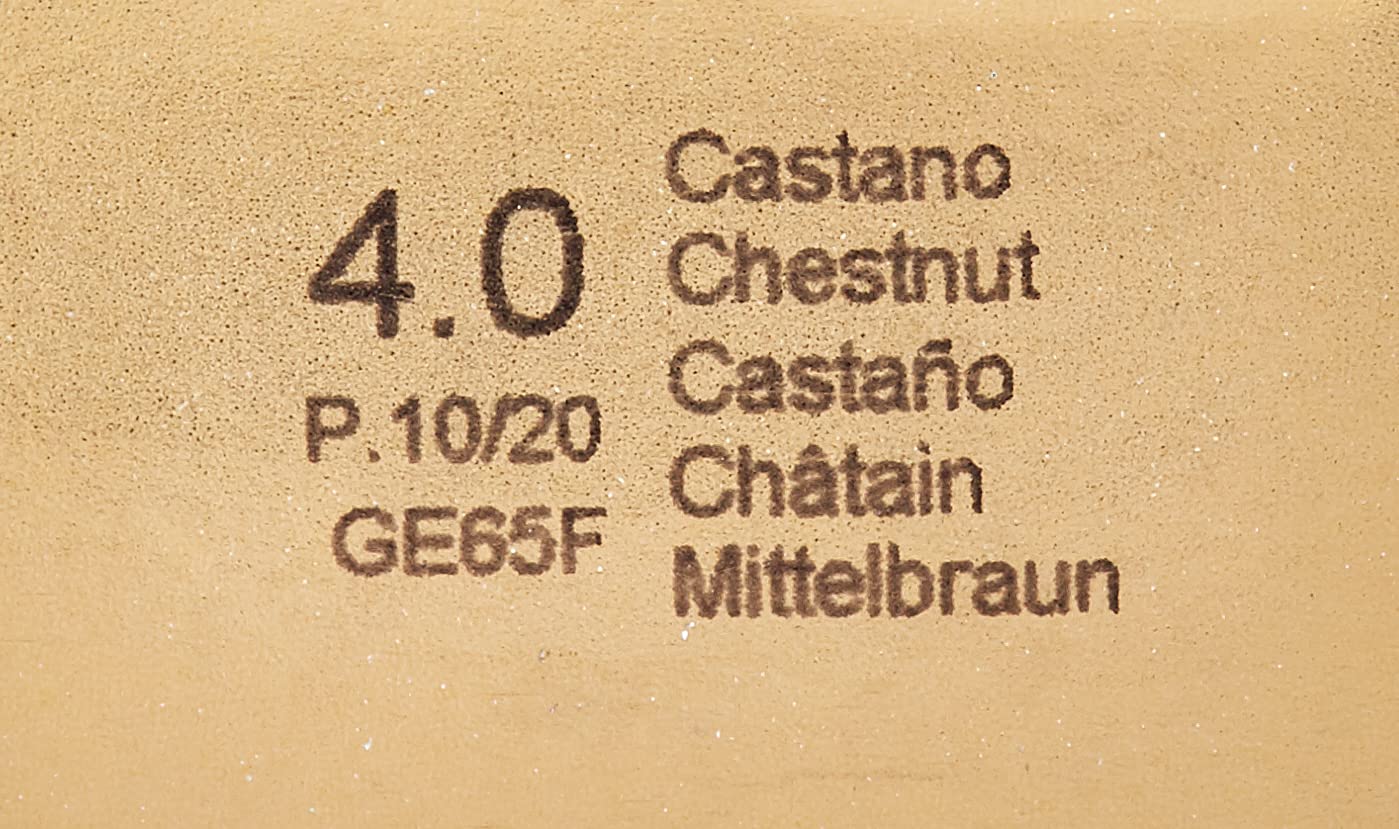 4.0
P.10/20
GE65F
Castano
Chestnut
Castaño
Châtain
Mittelbraun